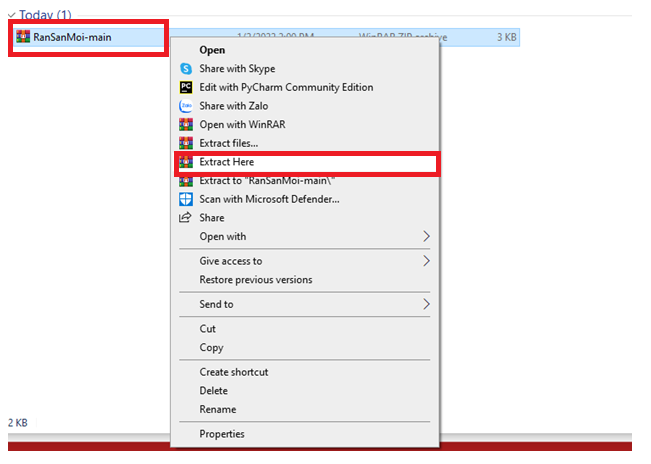 Today (1)
RanSanMoi-main
WinRAR ZIP archive 3 KB
Open
Share with Skype
Edit with PyCharm Community Edition
Share with Zalo
Open with WinRAR
Extract files...
Extract Here
Extract to "RanSanMoi-main\"
Scan with Microsoft Defender...
Share
Open with
Give access to
Restore previous versions
Send to
Cut
Copy
Create shortcut
Delete
Rename
2 KB
Properties